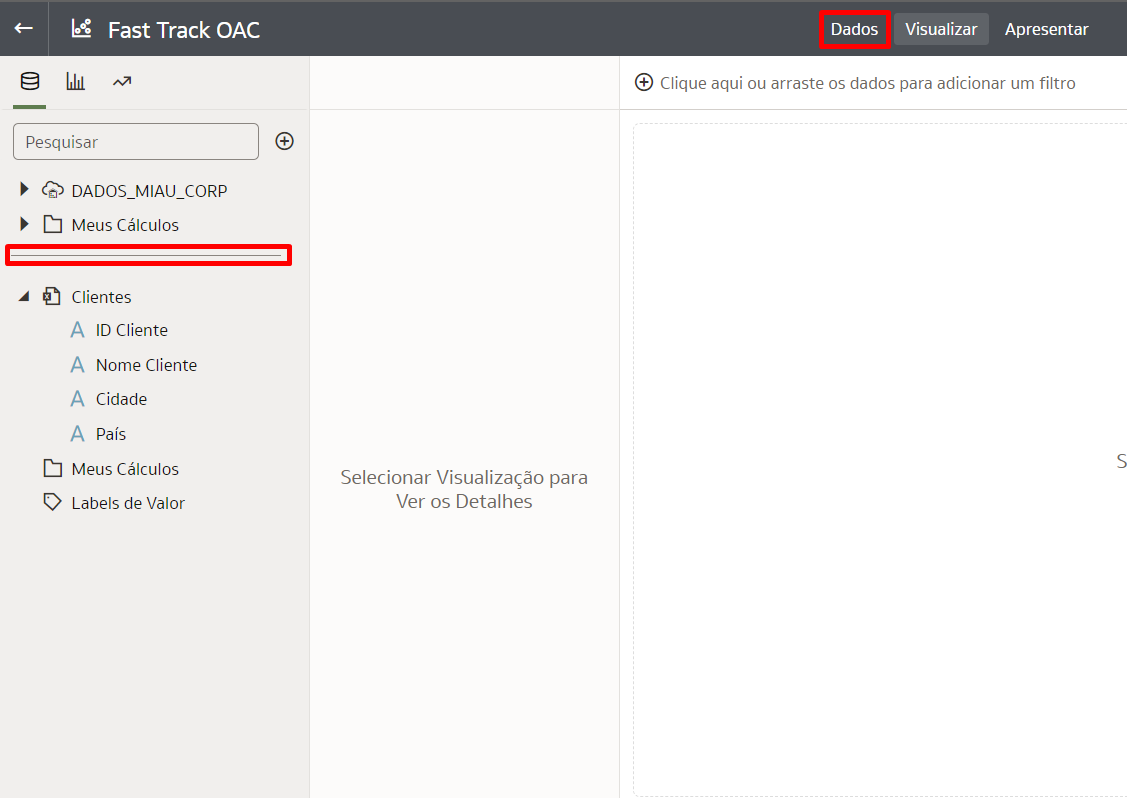 Fast Track OAC
Dados
Visualizar
Apresentar
Clique aqui ou arraste os dados para adicionar um filtro
Pesquisar
DADOS_MIAU_CORP
Meus Cálculos
Clientes
A ID Cliente
A Nome Cliente
A Cidade
A País
Meus Cálculos
Labels de Valor
Selecionar Visualização para
Ver os Detalhes
S